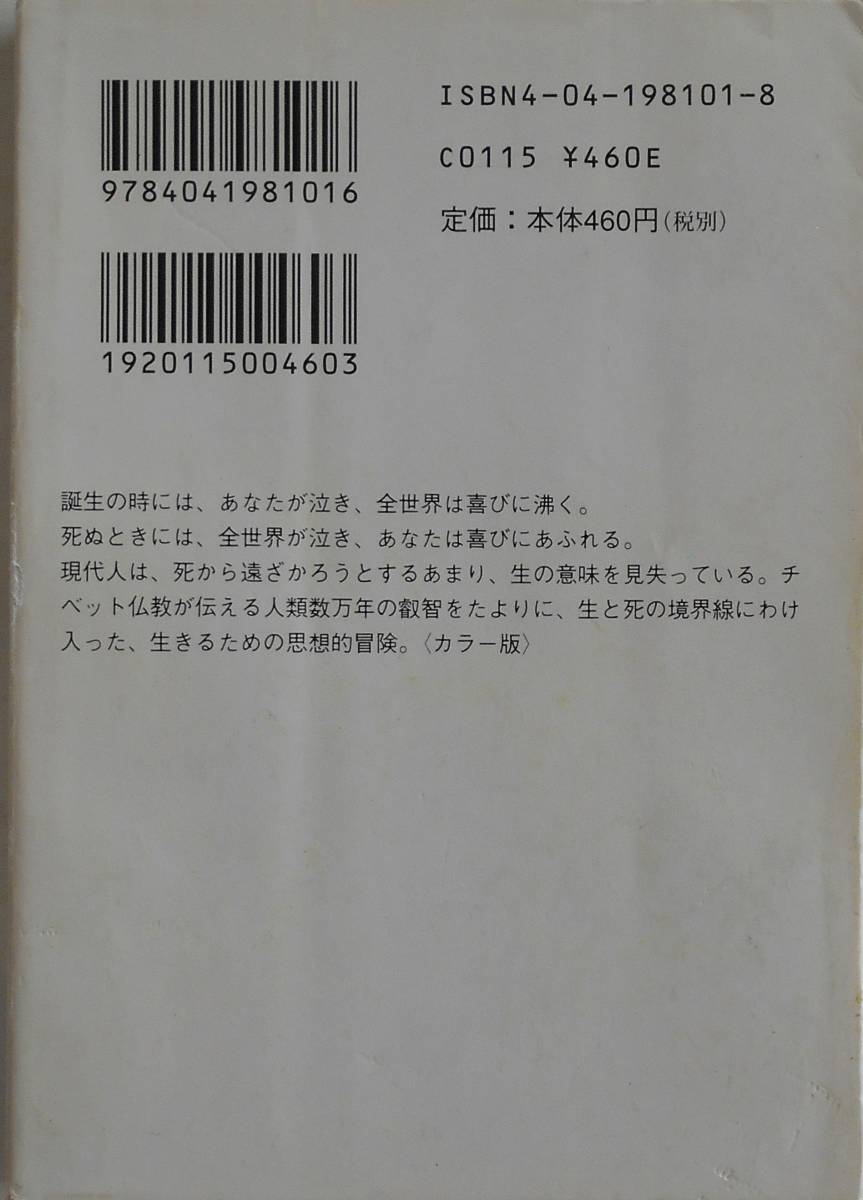 ISBN4-04-198101-8
C0115 ¥460E
定価：本体460円（税別）
9784041981016
1920115004603
誕生の時には、あなたが泣き、全世界は喜びに沸く。
死ぬときには、全世界が泣き、あなたは喜びにあふれる。
現代人は、死から遠ざかろうとするあまり、生の意味を見失っている。チ
ベット仏教が伝える人類数万年の叡智をたよりに、生と死の境界線にわけ
入った、生きるための思想的冒険。〈カラー版〉